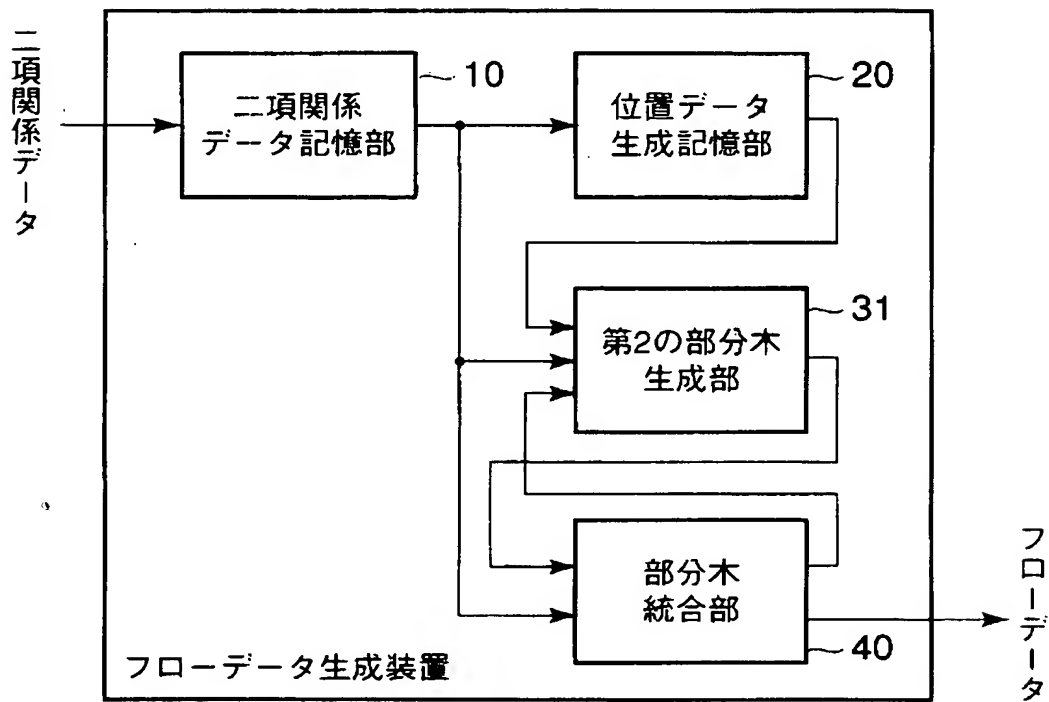 二項関係データ
二項関係
データ記憶部
10
位置データ
生成記憶部
20
第2の部分木
生成部
31
部分木
統合部
40
フローデータ
フローデータ生成装置